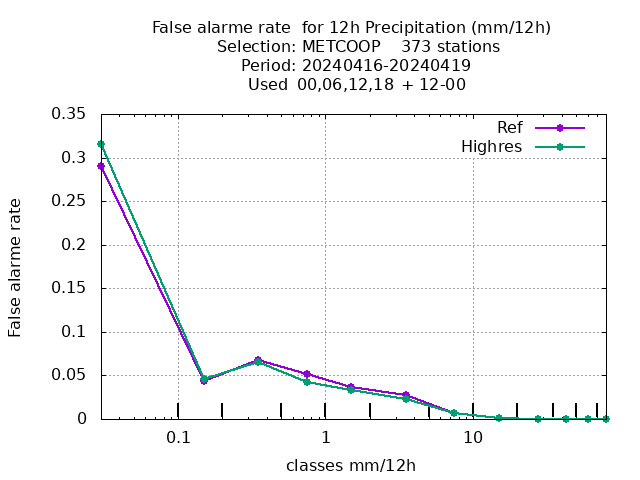 False alarme rate  for 12h Precipitation (mm/12h)
Selection: METCOOP    373 stations
Period: 20240416-20240419
Used  00,06,12,18  + 12-00
0.35
0.3
0.25
0.2
0.15
0.1
0.05
0
False alarme rate
Ref
Highres
0.1
1
10
classes mm/12h